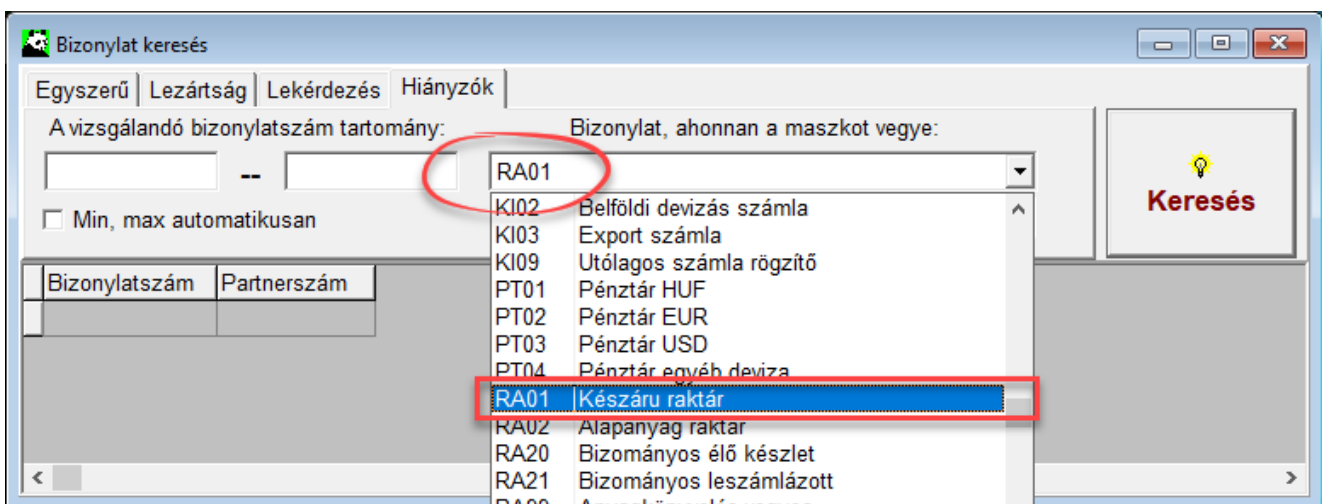 Bizonylat keresés
Egyszerű Lezártság Lekérdezés Hiányzók
A vizsgálandó bizonylatszám tartomány: Bizonylat, ahonnan a maszkot vegye:
-- RA01
Min, max automatikusan
Keresés
Bizonylatszám Partnerszám
KI02 Belföldi devizás számla
KI03 Export számla
KI09 Utólagos számla rögzítő
PT01 Pénztár HUF
PT02 Pénztár EUR
PT03 Pénztár USD
PT04 Pénztár egyéb deviza
RA01 Készáru raktár
RA02 Alapanyag raktár
RA20 Bizományos élő készlet
RA21 Bizományos leszámlázott